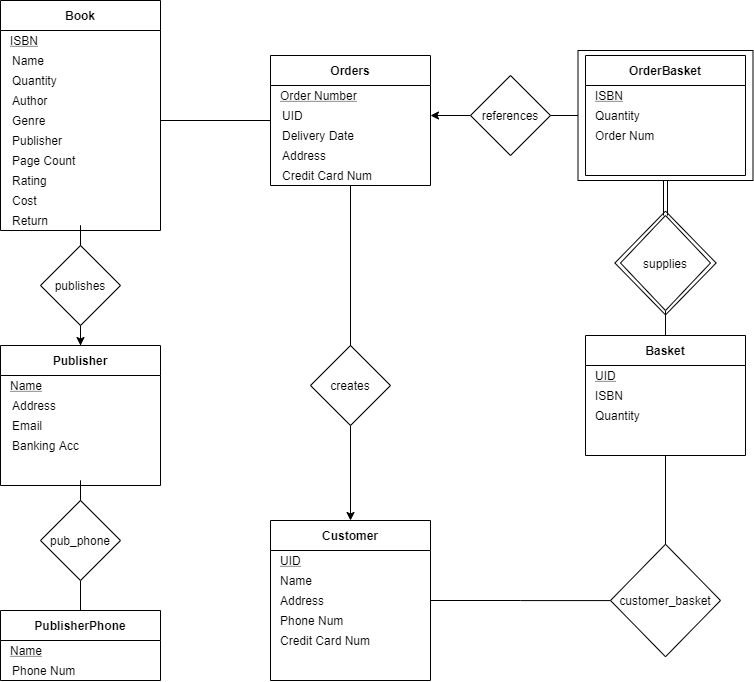 Book
ISBN
Name
Quantity
Author
Genre
Publisher
Page Count
Rating
Cost
Return
publishes
Publisher
Name
Address
Email
Banking Acc
pub_phone
PublisherPhone
Name
Phone Num
Orders
Order Number
UID
Delivery Date
Address
Credit Card Num
creates
Customer
UID
Name
Address
Phone Num
Credit Card Num
references
OrderBasket
ISBN
Quantity
Order Num
supplies
Basket
UID
ISBN
Quantity
customer_basket